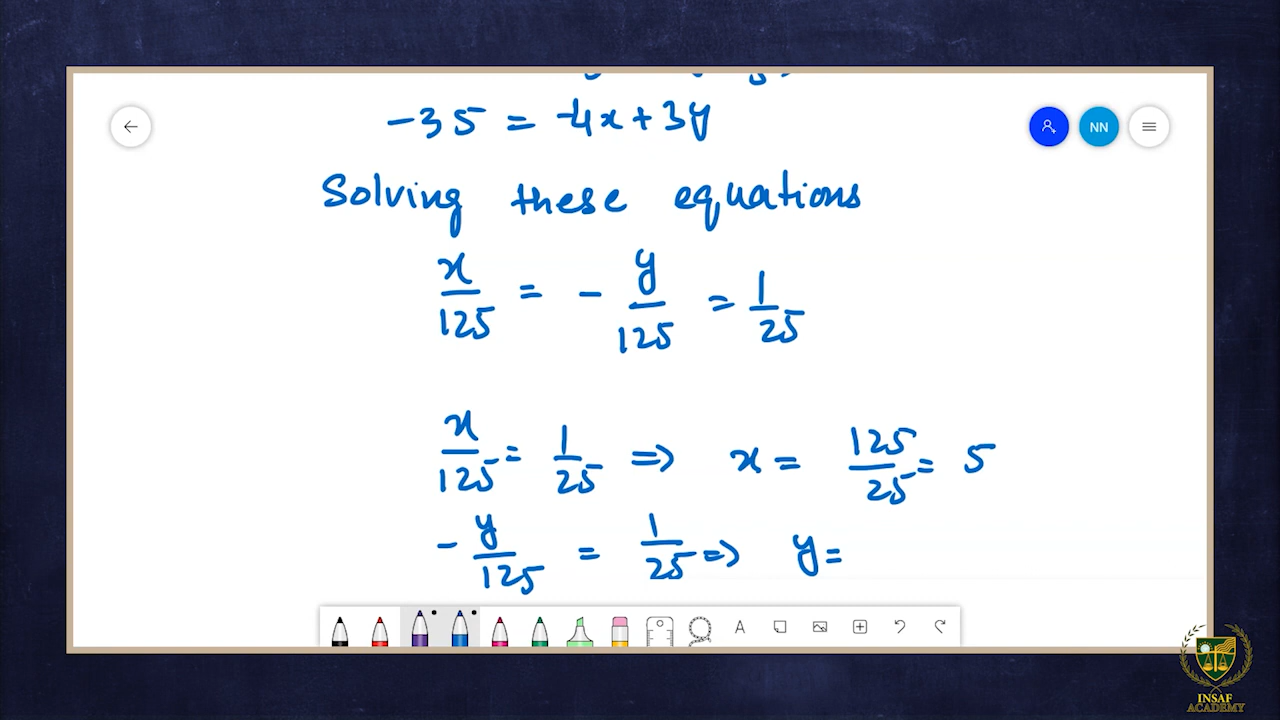 -35 = -4x+3y
Solving these equations
x/125 = - y/125 = 1/25
x/125 = 1/25 => x = 125/25 = 5
- y/125 = 1/25 => y=
NN
A
INSAF
ACADEMY